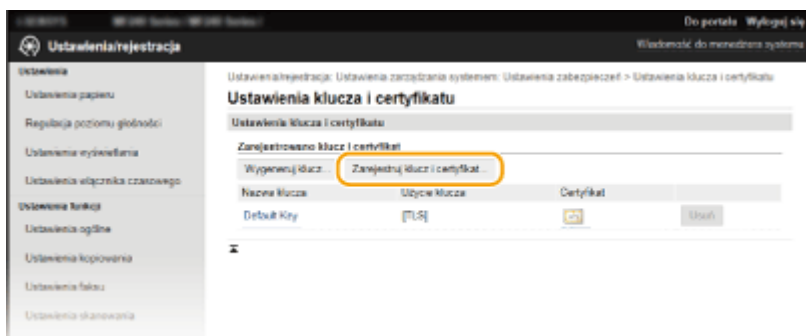 Do portalu Wyloguj się
Ustawienia/rejestracja
Wiadomość do menedżera systemu
Ustawienia
Ustawienia papieru
Regulacja poziomu głośności
Ustawienia wyświetlania
Ustawienia włącznika czasowego
Ustawienia funkcji
Ustawienia ogólne
Ustawienia kopiowania
Ustawienia faksu
Ustawienia skanowania
Ustawienia/rejestracja: Ustawienia zarządzania systemem: Ustawienia zabezpieczeń > Ustawienia klucza i certyfikatu
Ustawienia klucza i certyfikatu
Ustawienia klucza i certyfikatu
Zarejestrowano klucz i certyfikat
Wygeneruj klucz... Zarejestruj klucz i certyfikat...
Nazwa klucza Użycie klucza Certyfikat
Default Key [TLS] Usuń